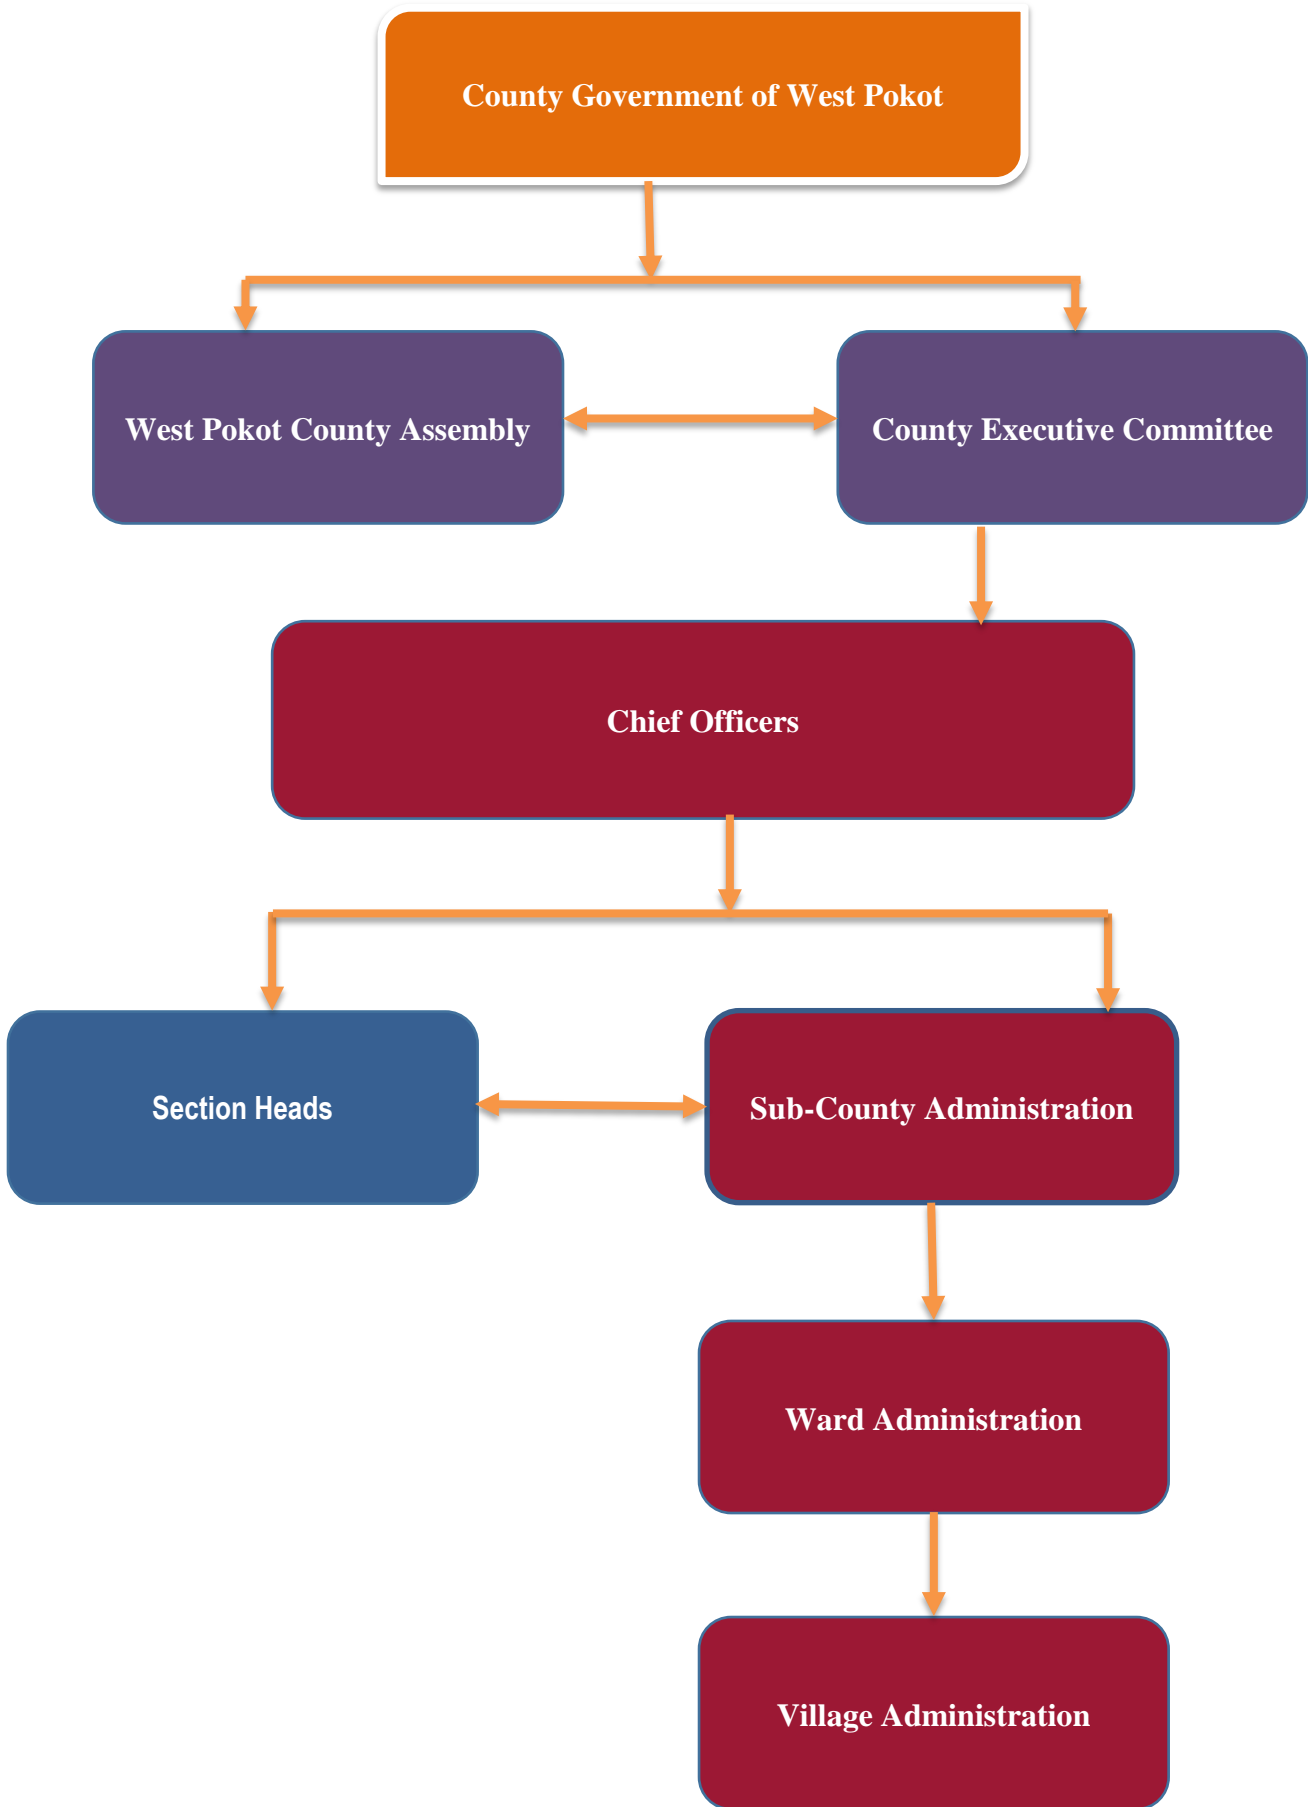 County Government of West Pokot
West Pokot County Assembly
County Executive Committee
Chief Officers
Section Heads
Sub-County Administration
Ward Administration
Village Administration